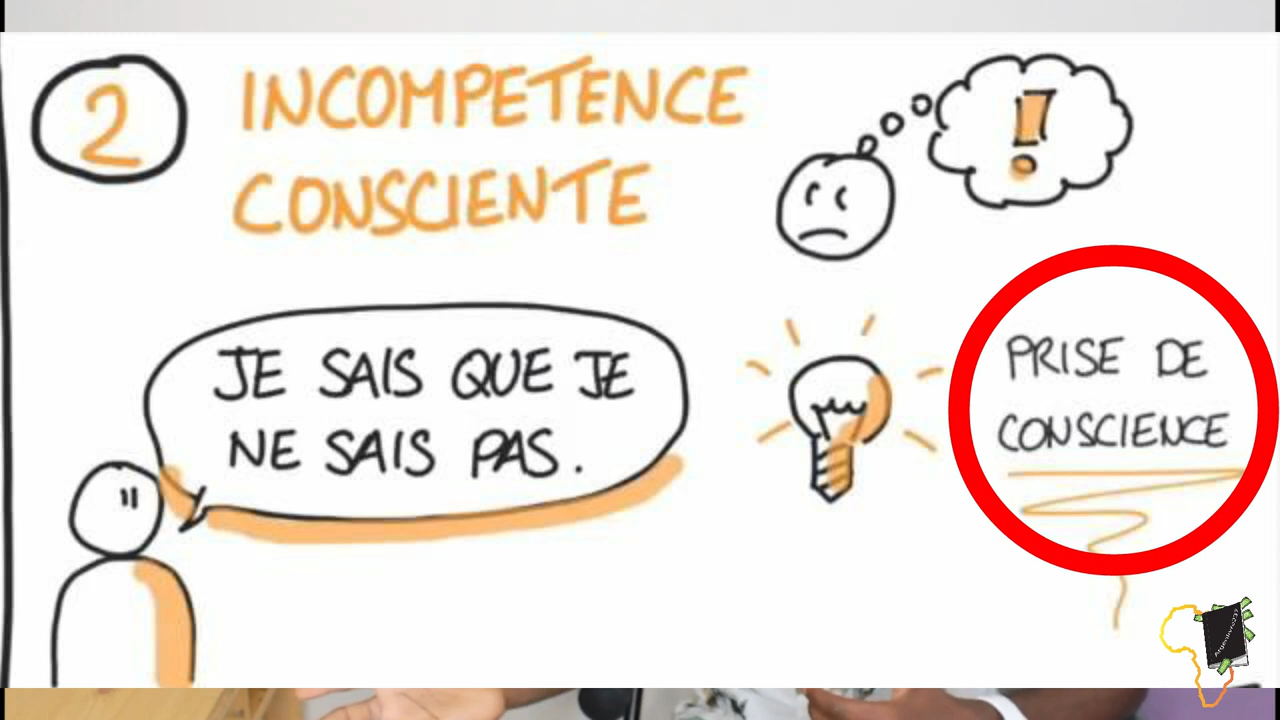 2
INCOMPETENCE
CONSCIENTE
!
JE SAIS QUE JE
NE SAIS PAS.
PRISE DE
CONSCIENCE